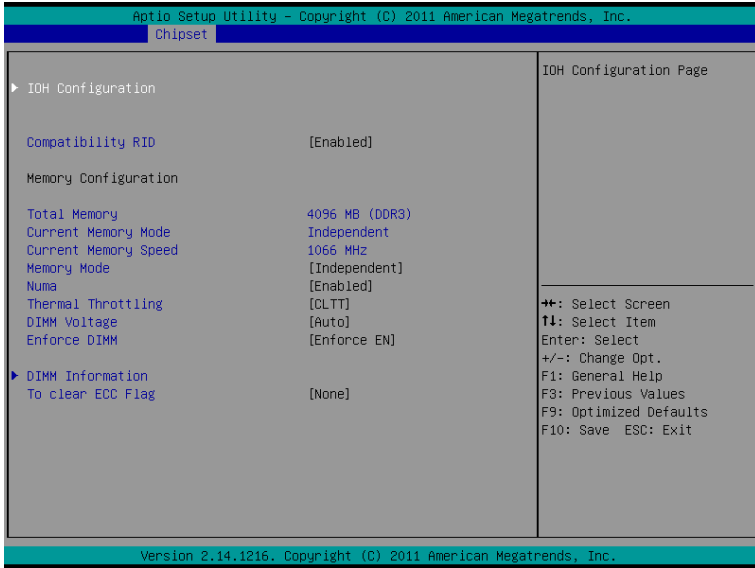 Aptio Setup Utility – Copyright (C) 2011 American Megatrends, Inc.
Chipset
▶ IOH Configuration
Compatibility RID [Enabled]
Memory Configuration
Total Memory 4096 MB (DDR3)
Current Memory Mode Independent
Current Memory Speed 1066 MHz
Memory Mode [Independent]
Numa [Enabled]
Thermal Throttling [CLTT]
DIMM Voltage [Auto]
Enforce DIMM [Enforce EN]
▶ DIMM Information
To clear ECC Flag [None]
IOH Configuration Page
→←: Select Screen
↑↓: Select Item
Enter: Select
+/-: Change Opt.
F1: General Help
F3: Previous Values
F9: Optimized Defaults
F10: Save ESC: Exit
Version 2.14.1216. Copyright (C) 2011 American Megatrends, Inc.